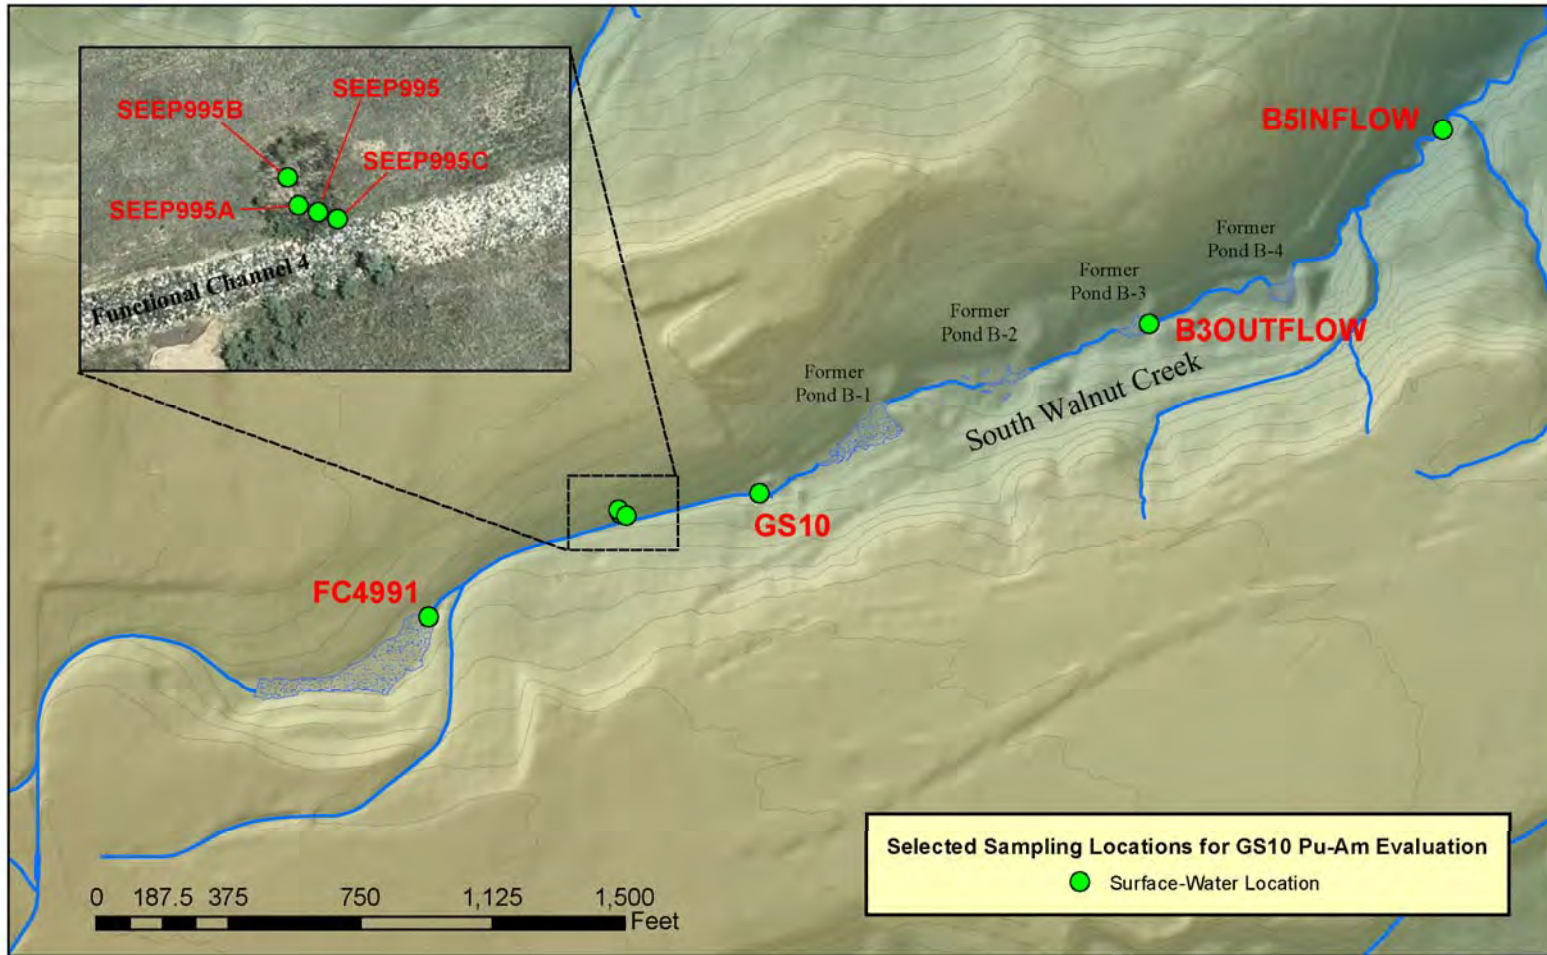 SEEP995
SEEP995B
SEEP995C
SEEP995A
Functional Channel 4
B5INFLOW
Former
Pond B-4
Former
Pond B-3
B3OUTFLOW
Former
Pond B-2
Former
Pond B-1
South Walnut Creek
GS10
FC4991
Selected Sampling Locations for GS10 Pu-Am Evaluation
Surface-Water Location
0 187.5 375 750 1,125 1,500
Feet